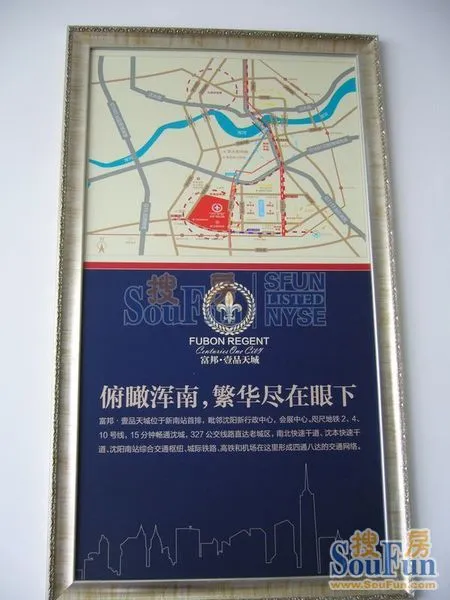 搜 房
SouFun
SFUN
LISTED
NYSE
FUBON REGENT
Centuries One City
富邦·壹品天城
俯瞰浑南，繁华尽在眼下
富邦·壹品天城位于新南站首排，毗邻沈阳新行政中心，会展中心，咫尺地铁2、4、
10号线，15分钟畅通沈城，327公交线路直达老城区，南北快速干道、沈本快速干
道、沈阳南站综合交通枢纽、城际铁路、高铁和机场在这里形成四通八达的交通网络。
搜 房
SouFun
www.SouFun.com